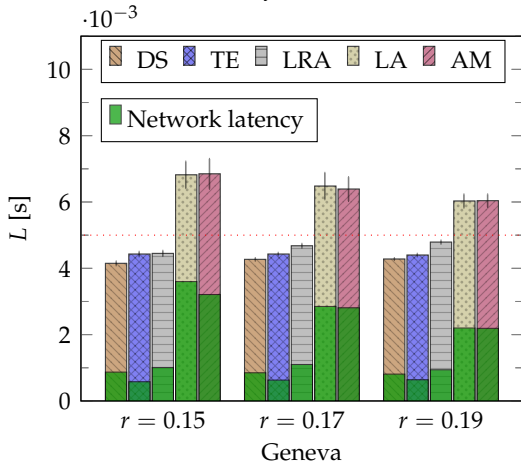 ·10⁻³
DS TE LRA LA AM
Network latency
10
8
6
4
2
0
L [s]
r = 0.15 r = 0.17 r = 0.19
Geneva